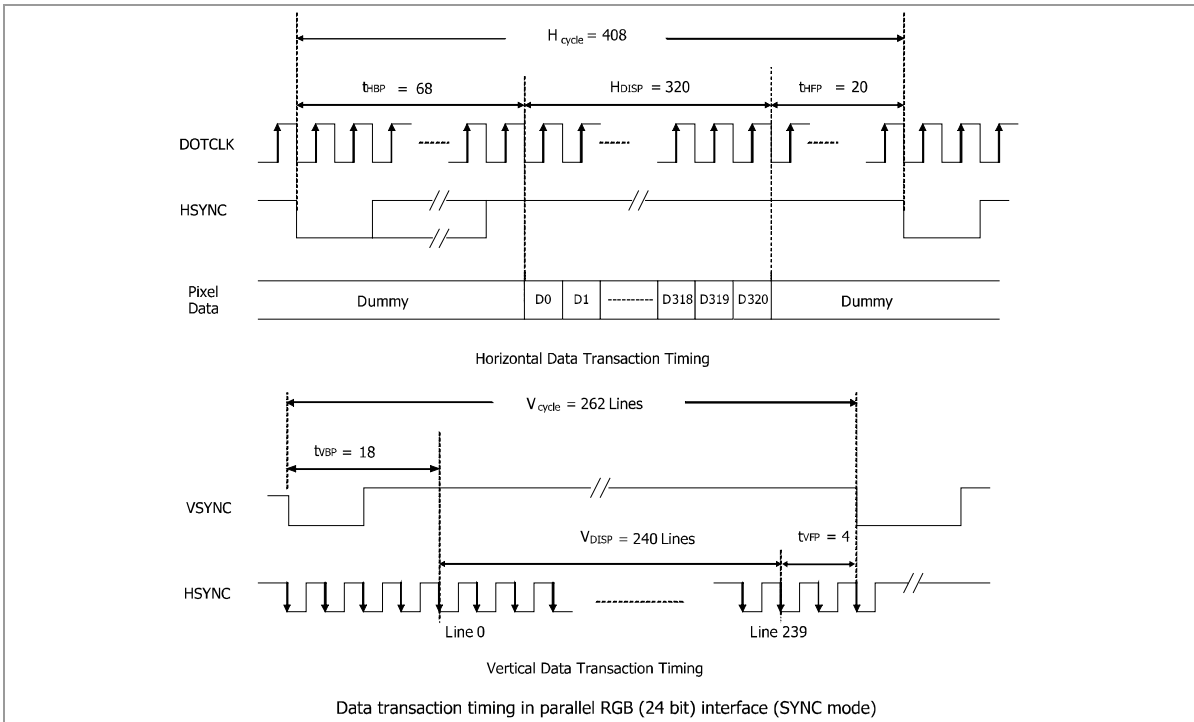 H cycle = 408
tHBP = 68
HDISP = 320
tHFP = 20
DOTCLK
HSYNC
Pixel
Data
Dummy
D0
D1
D318
D319
D320
Dummy
Horizontal Data Transaction Timing
V cycle = 262 Lines
tVBP = 18
VSYNC
VDISP = 240 Lines
tVFP = 4
HSYNC
Line 0
Line 239
Vertical Data Transaction Timing
Data transaction timing in parallel RGB (24 bit) interface (SYNC mode)